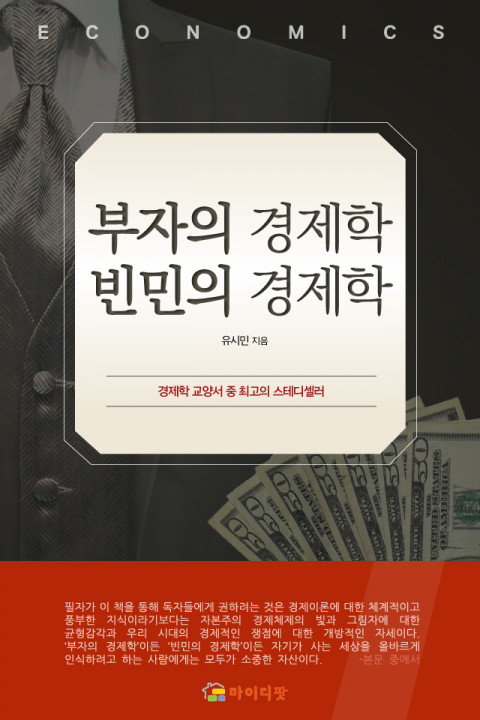 ECONOMICS
부자의 경제학
빈민의 경제학
유시민 지음
경제학 교양서 중 최고의 스테디셀러
50
50
50
50
50
필자가 이 책을 통해 독자들에게 권하려는 것은 경제이론에 대한 체계적이고
풍부한 지식이라기보다는 자본주의 경제체제의 빛과 그림자에 대한
균형감각과 우리 시대의 경제적인 쟁점에 대한 개방적인 자세이다.
'부자의 경제학'이든 '빈민의 경제학'이든 자기가 사는 세상을 올바르게
인식하려고 하는 사람에게는 모두가 소중한 자산이다. -본문 중에서
마이디팟